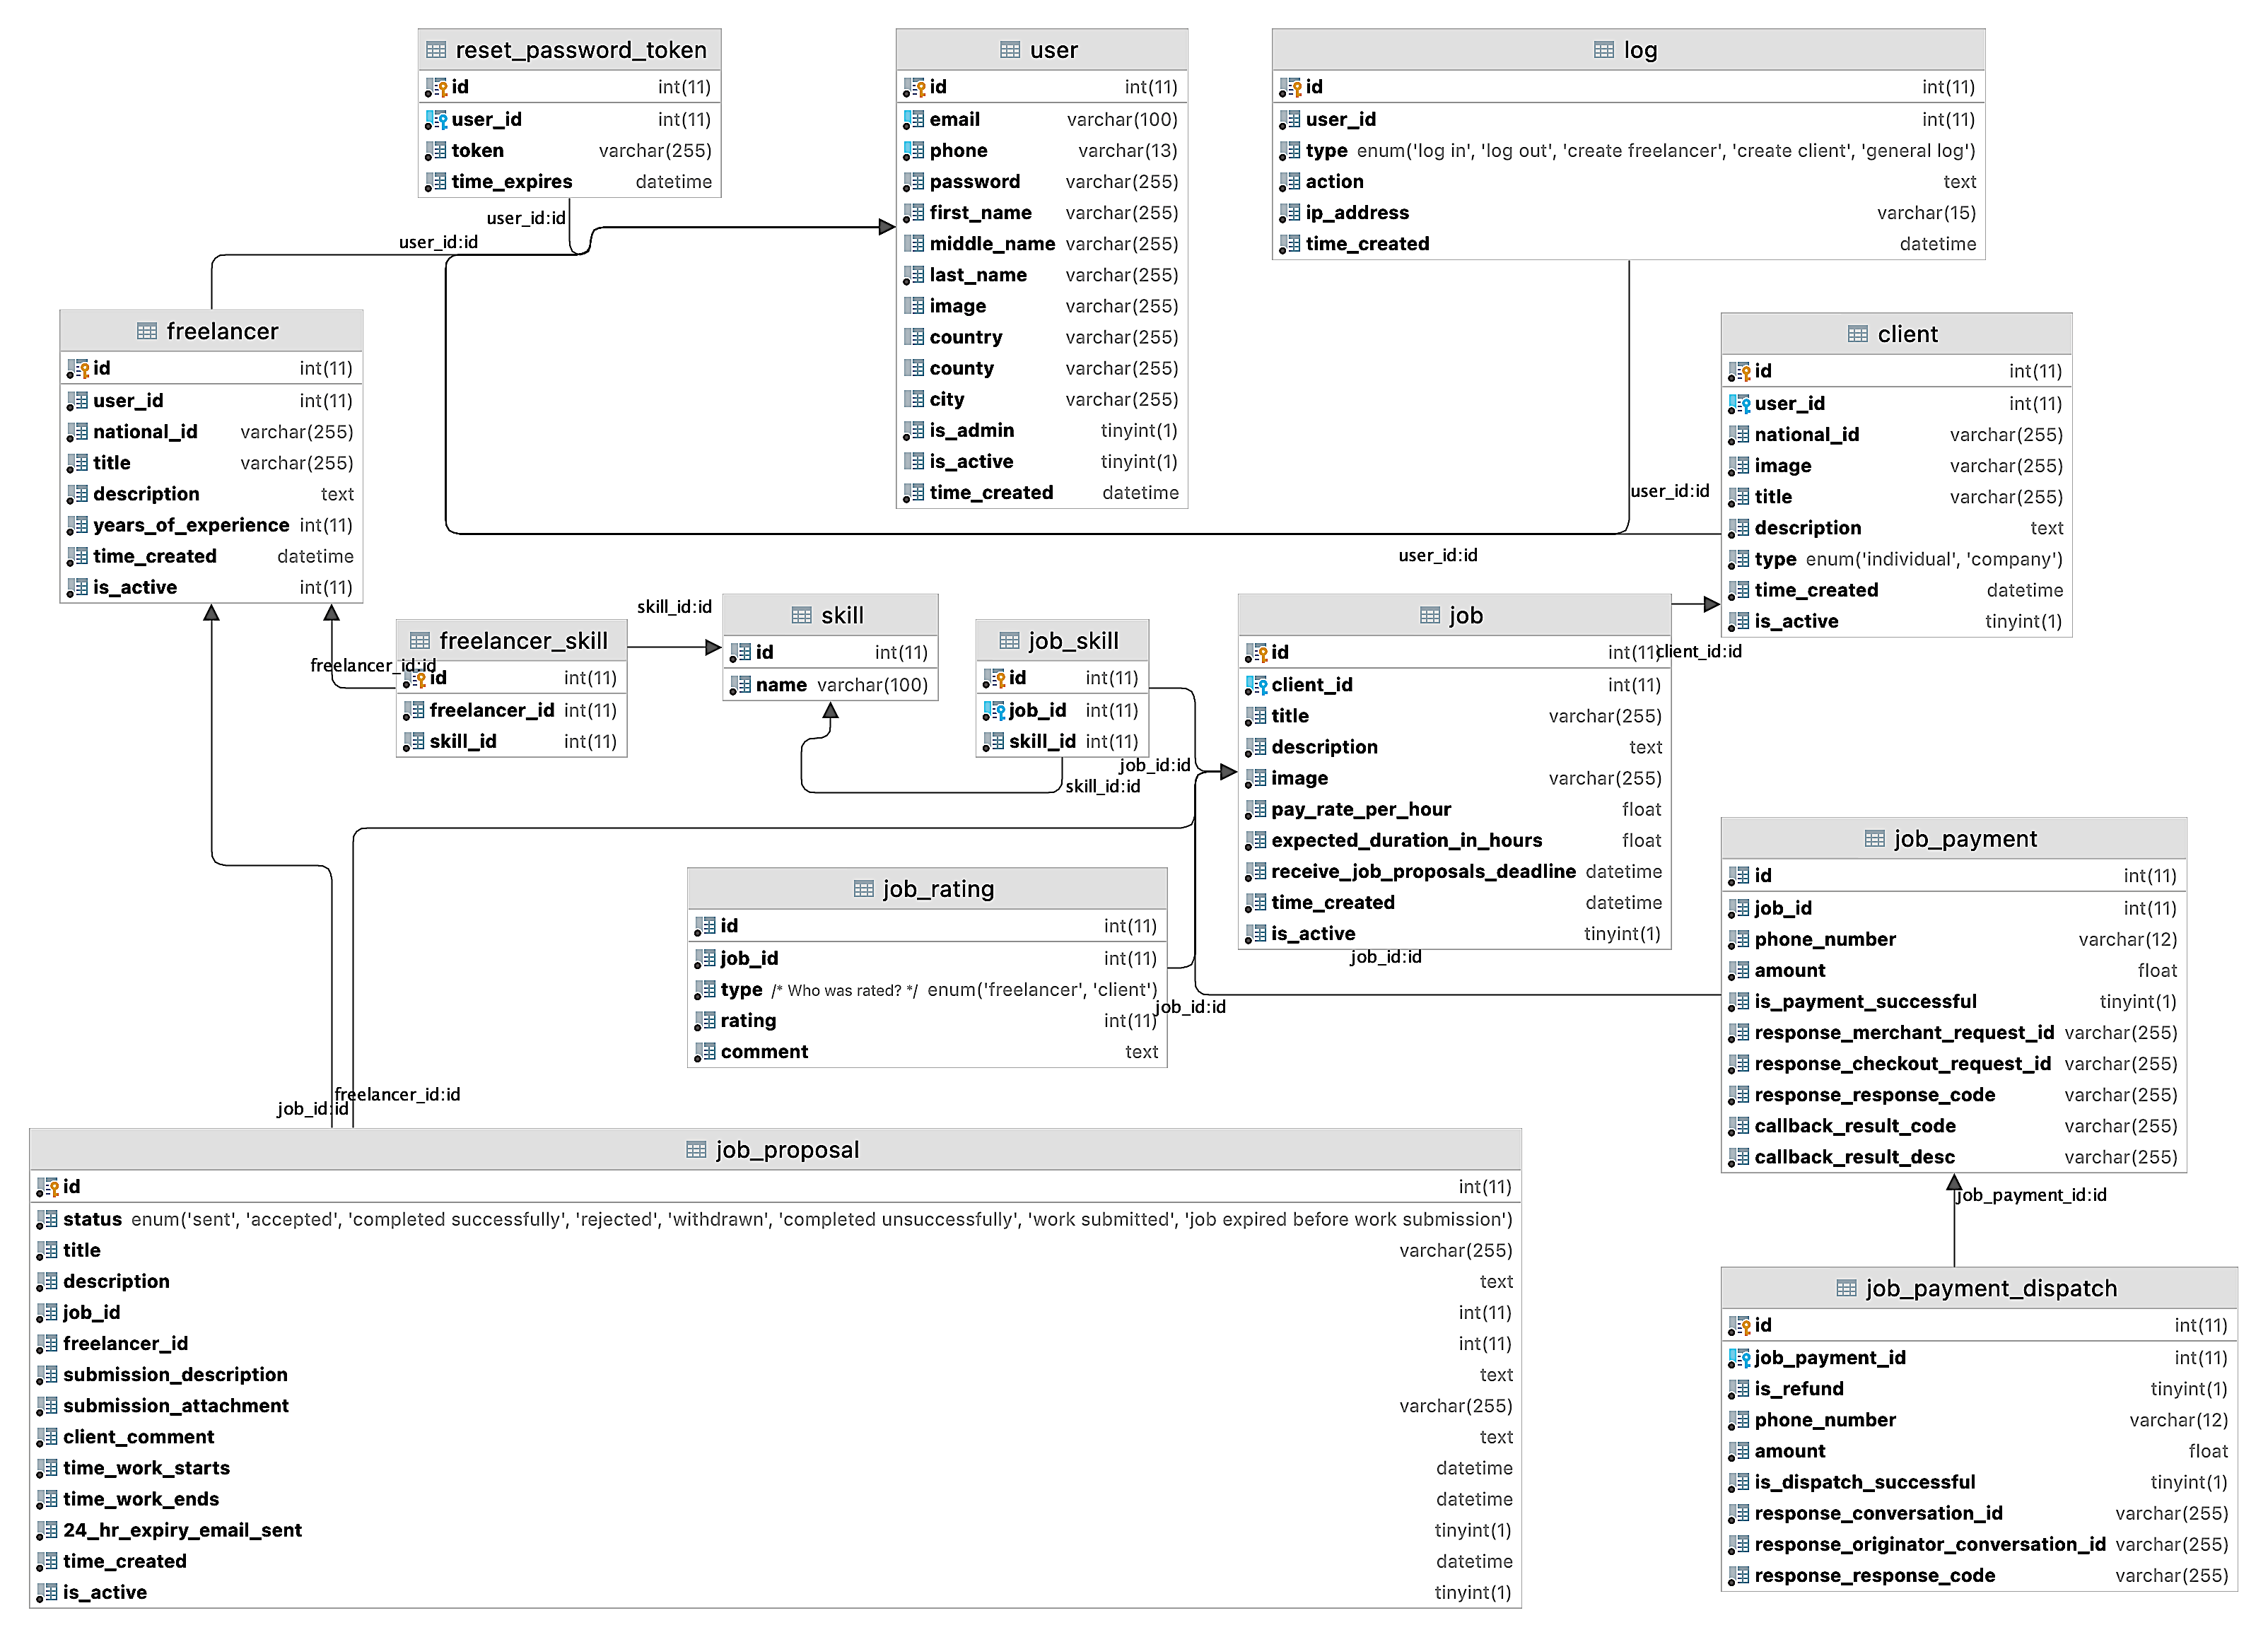 reset_password_token
id int(11)
user_id int(11)
token varchar(255)
time_expires datetime
user
id int(11)
email varchar(100)
phone varchar(13)
password varchar(255)
first_name varchar(255)
middle_name varchar(255)
last_name varchar(255)
image varchar(255)
country varchar(255)
county varchar(255)
city varchar(255)
is_admin tinyint(1)
is_active tinyint(1)
time_created datetime
log
id int(11)
user_id int(11)
type enum('log in', 'log out', 'create freelancer', 'create client', 'general log')
action text
ip_address varchar(15)
time_created datetime
user_id:id
user_id:id
freelancer
id int(11)
user_id int(11)
national_id varchar(255)
title varchar(255)
description text
years_of_experience int(11)
time_created datetime
is_active int(11)
client
id int(11)
user_id int(11)
national_id varchar(255)
image varchar(255)
title varchar(255)
description text
type enum('individual', 'company')
time_created datetime
is_active tinyint(1)
user_id:id
user_id:id
skill_id:id
freelancer_id:id
freelancer_skill
id int(11)
freelancer_id int(11)
skill_id int(11)
skill
id int(11)
name varchar(100)
job_skill
id int(11)
job_id int(11)
skill_id int(11)
job_id:id
skill_id:id
job
id int(11)
client_id int(11)
title varchar(255)
description text
image varchar(255)
pay_rate_per_hour float
expected_duration_in_hours float
receive_job_proposals_deadline datetime
time_created datetime
is_active tinyint(1)
client_id:id
job_id:id
job_rating
id int(11)
job_id int(11)
type /* Who was rated? */ enum('freelancer', 'client')
rating int(11)
comment text
job_id:id
job_payment
id int(11)
job_id int(11)
phone_number varchar(12)
amount float
is_payment_successful tinyint(1)
response_merchant_request_id varchar(255)
response_checkout_request_id varchar(255)
response_response_code varchar(255)
callback_result_code varchar(255)
callback_result_desc varchar(255)
job_payment_id:id
freelancer_id:id
job_id:id
job_proposal
id int(11)
status enum('sent', 'accepted', 'completed successfully', 'rejected', 'withdrawn', 'completed unsuccessfully', 'work submitted', 'job expired before work submission')
title varchar(255)
description text
job_id int(11)
freelancer_id int(11)
submission_description text
submission_attachment varchar(255)
client_comment text
time_work_starts datetime
time_work_ends datetime
24_hr_expiry_email_sent tinyint(1)
time_created datetime
is_active tinyint(1)
job_payment_dispatch
id int(11)
job_payment_id int(11)
is_refund tinyint(1)
phone_number varchar(12)
amount float
is_dispatch_successful tinyint(1)
response_conversation_id varchar(255)
response_originator_conversation_id varchar(255)
response_response_code varchar(255)